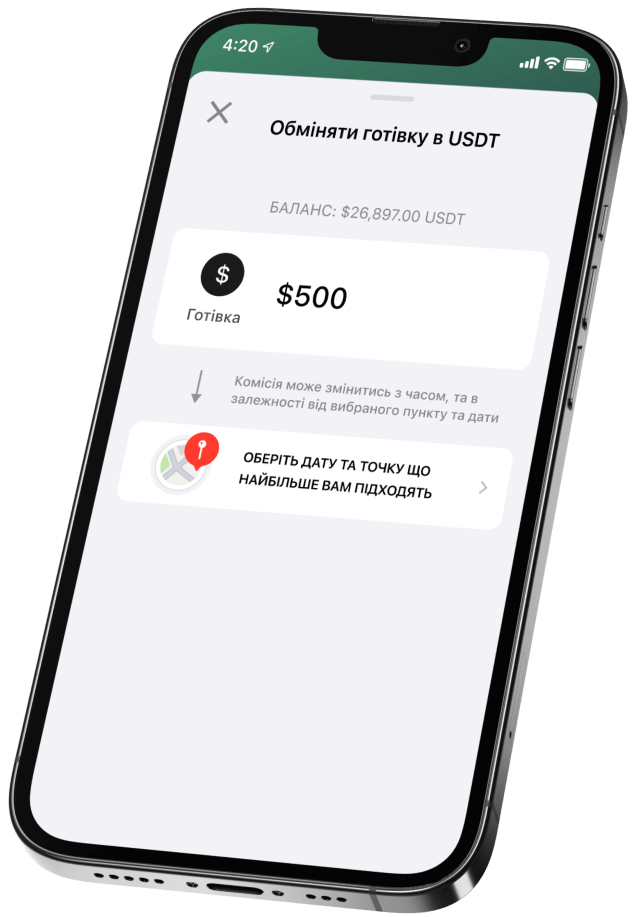 4:20
Обміняти готівку в USDT
БАЛАНС: $26,897.00 USDT
$
$500
Готівка
Комісія може змінитись з часом, та в
залежності від вибраного пункту та дати
ОБЕРІТЬ ДАТУ ТА ТОЧКУ ЩО
НАЙБІЛЬШЕ ВАМ ПІДХОДЯТЬ